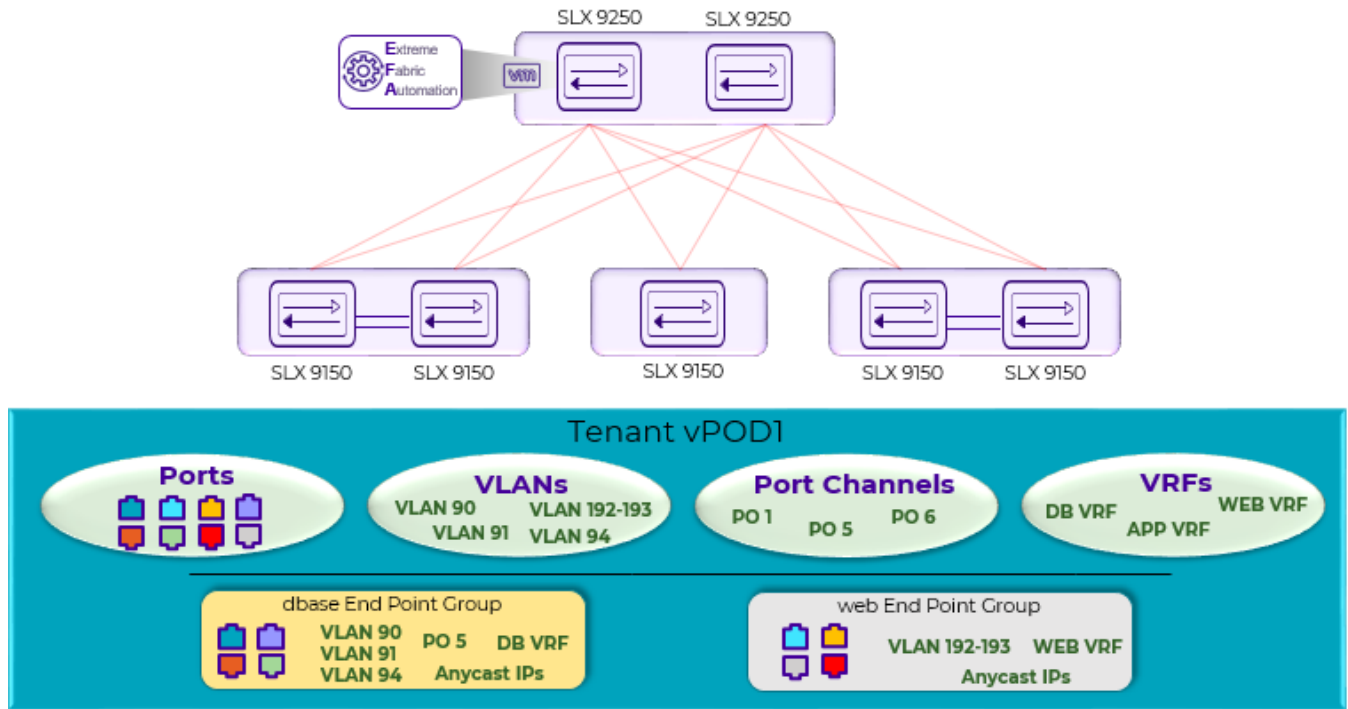 SLX 9250
SLX 9250
Extreme
Fabric
Automation
vm
SLX 9150
SLX 9150
SLX 9150
SLX 9150
SLX 9150
Tenant vPOD1
Ports
VLANs
VLAN 90
VLAN 192-193
VLAN 91
VLAN 94
Port Channels
PO 1
PO 5
PO 6
VRFs
DB VRF
WEB VRF
APP VRF
dbase End Point Group
VLAN 90
VLAN 91
VLAN 94
PO 5
DB VRF
Anycast IPs
web End Point Group
VLAN 192-193
WEB VRF
Anycast IPs